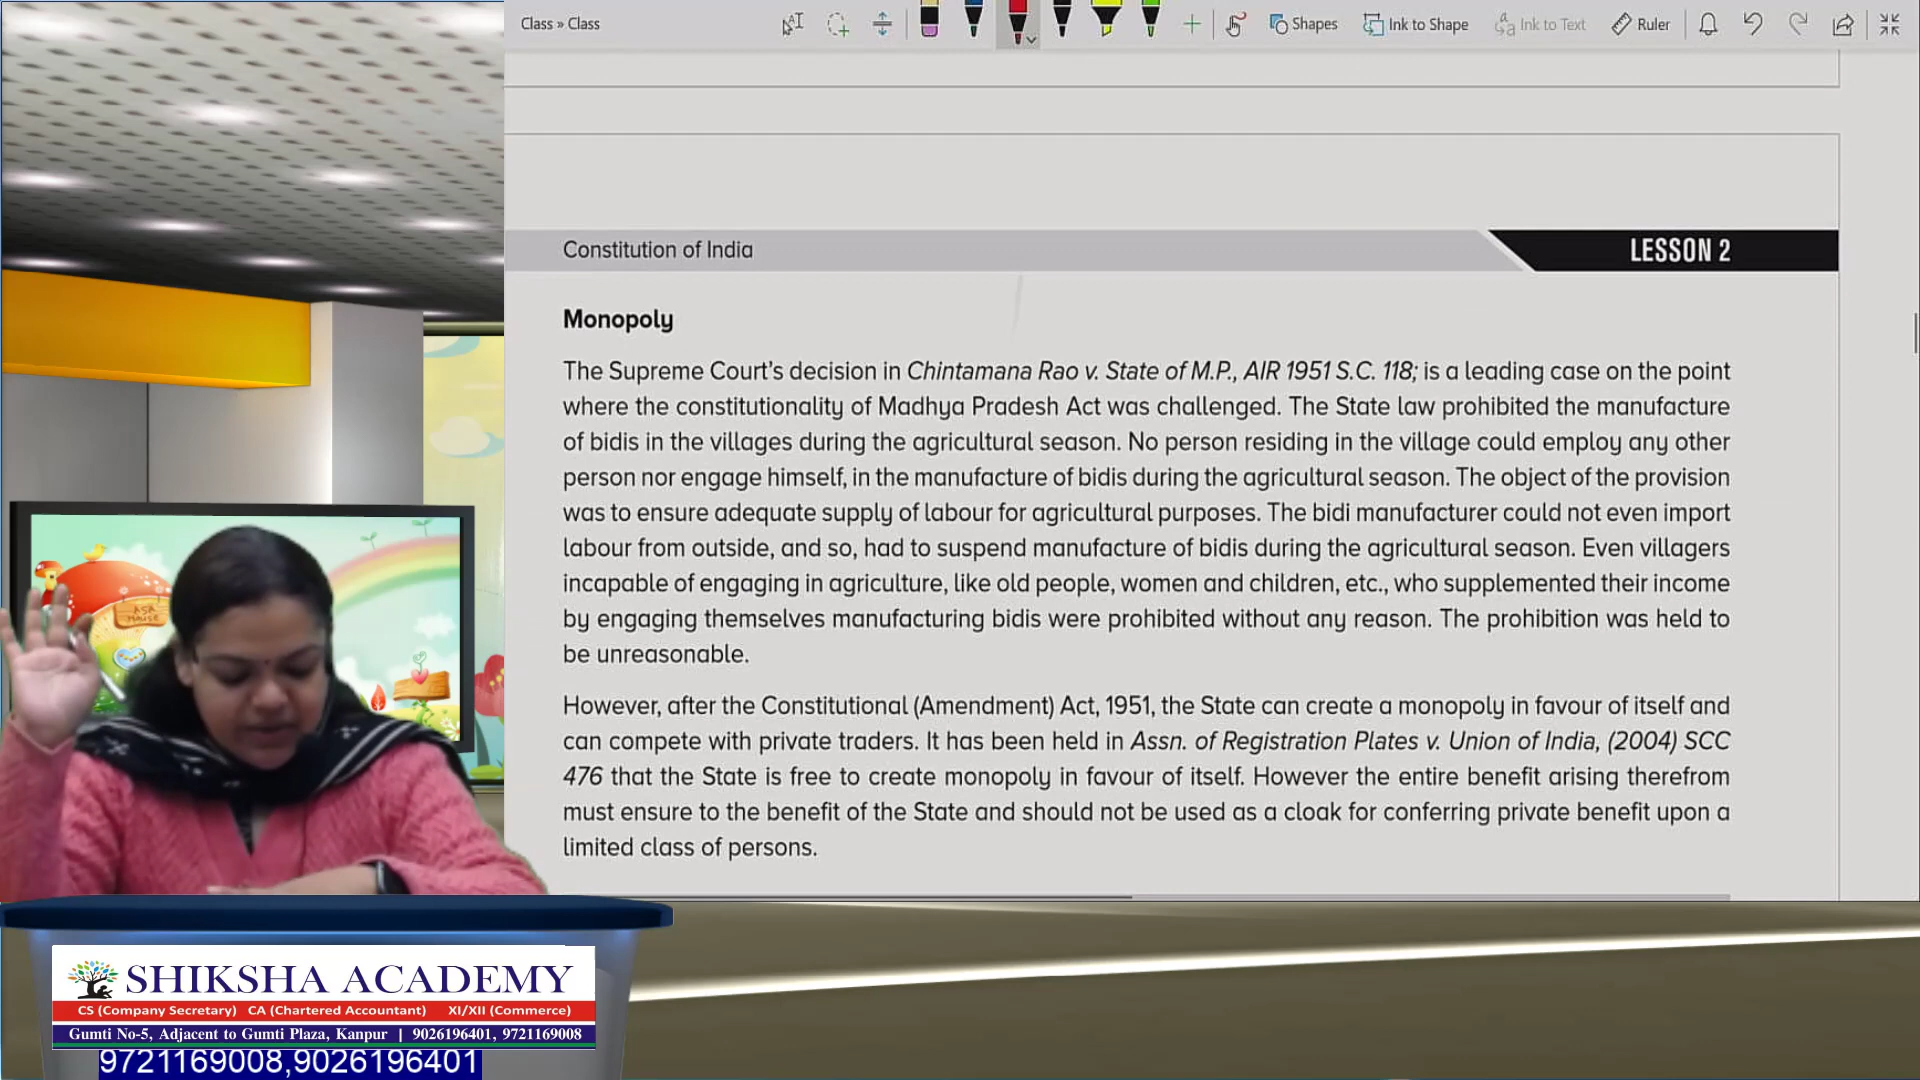 Class » Class
Shapes
Ink to Shape
Ink to Text
Ruler
Constitution of India
LESSON 2
Monopoly
The Supreme Court's decision in Chintamana Rao v. State of M.P., AIR 1951 S.C. 118; is a leading case on the point
where the constitutionality of Madhya Pradesh Act was challenged. The State law prohibited the manufacture
of bidis in the villages during the agricultural season. No person residing in the village could employ any other
person nor engage himself, in the manufacture of bidis during the agricultural season. The object of the provision
was to ensure adequate supply of labour for agricultural purposes. The bidi manufacturer could not even import
labour from outside, and so, had to suspend manufacture of bidis during the agricultural season. Even villagers
incapable of engaging in agriculture, like old people, women and children, etc., who supplemented their income
by engaging themselves manufacturing bidis were prohibited without any reason. The prohibition was held to
be unreasonable.
However, after the Constitutional (Amendment) Act, 1951, the State can create a monopoly in favour of itself and
can compete with private traders. It has been held in Assn. of Registration Plates v. Union of India, (2004) SCC
476 that the State is free to create monopoly in favour of itself. However the entire benefit arising therefrom
must ensure to the benefit of the State and should not be used as a cloak for conferring private benefit upon a
limited class of persons.
ASA
House
SHIKSHA ACADEMY
CS (Company Secretary) CA (Chartered Accountant) XI/XII (Commerce)
Gumti No-5, Adjacent to Gumti Plaza, Kanpur | 9026196401, 9721169008
9721169008,9026196401